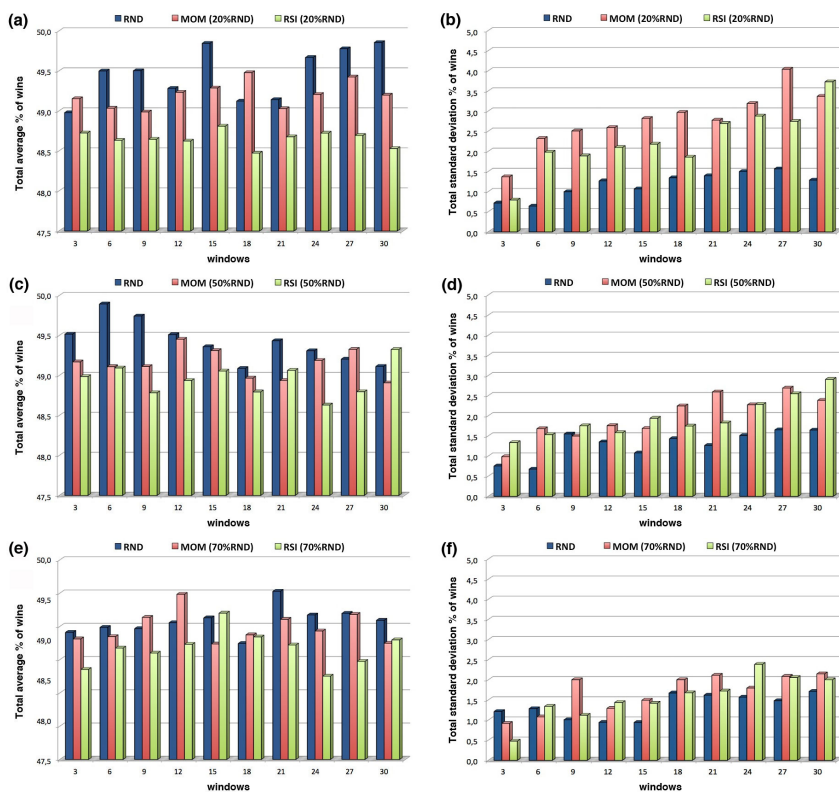 (a)
RND MOM (20%RND) RSI (20%RND)
Total average % of wins
50,0
49,5
49,0
48,5
48,0
47,5
3 6 9 12 15 18 21 24 27 30
windows
(b)
RND MOM (20%RND) RSI (20%RND)
Total standard deviation % of wins
5,0
4,5
4,0
3,5
3,0
2,5
2,0
1,5
1,0
0,5
0,0
3 6 9 12 15 18 21 24 27 30
windows
(c)
RND MOM (50%RND) RSI (50%RND)
Total average % of wins
50,0
49,5
49,0
48,5
48,0
47,5
3 6 9 12 15 18 21 24 27 30
windows
(d)
RND MOM (50%RND) RSI (50%RND)
Total standard deviation % of wins
5,0
4,5
4,0
3,5
3,0
2,5
2,0
1,5
1,0
0,5
0,0
3 6 9 12 15 18 21 24 27 30
windows
(e)
RND MOM (70%RND) RSI (70%RND)
Total average % of wins
50,0
49,5
49,0
48,5
48,0
47,5
3 6 9 12 15 18 21 24 27 30
windows
(f)
RND MOM (70%RND) RSI (70%RND)
Total standard deviation % of wins
5,0
4,5
4,0
3,5
3,0
2,5
2,0
1,5
1,0
0,5
0,0
3 6 9 12 15 18 21 24 27 30
windows